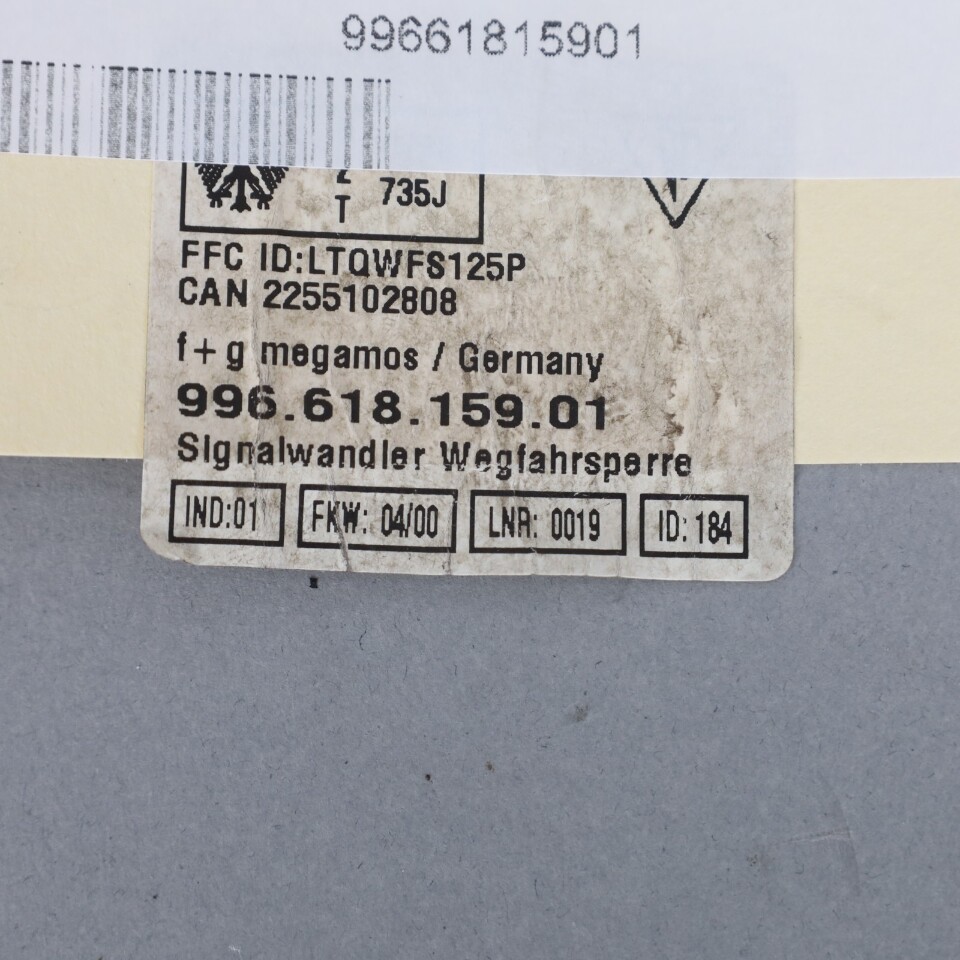 99661815901
Z 735J
T
FFC ID:LTQWFS125P
CAN 2255102808
f+g megamos / Germany
996.618.159.01
Signalwandler Wegfahrsperre
IND:01 FKW: 04/00 LNR: 0019 ID: 184